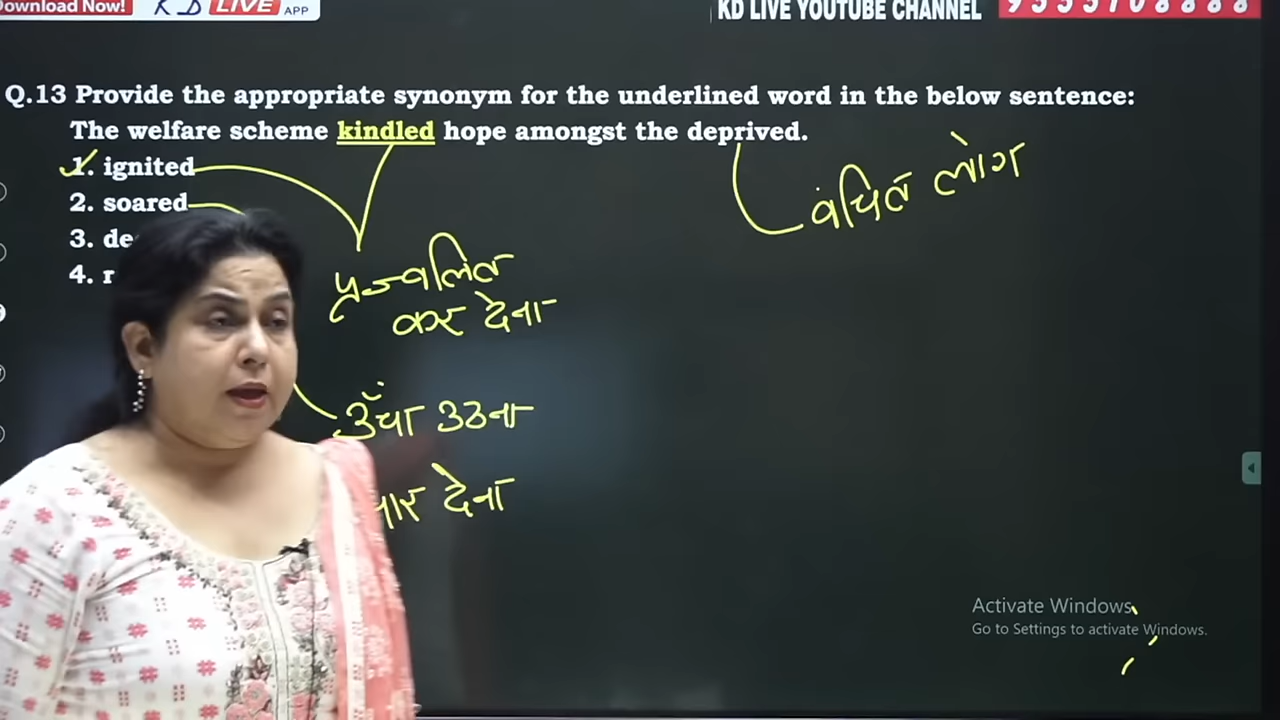 Download Now!
KD LIVE APP
KD LIVE YOUTUBE CHANNEL
9555708888
Q.13 Provide the appropriate synonym for the underlined word in the below sentence:
The welfare scheme kindled hope amongst the deprived.
1. ignited
2. soared
3. de
4. r
वंचित लोग
प्रज्वलित
कर देना
ऊँचा उठना
देना
Activate Windows
Go to Settings to activate Windows.